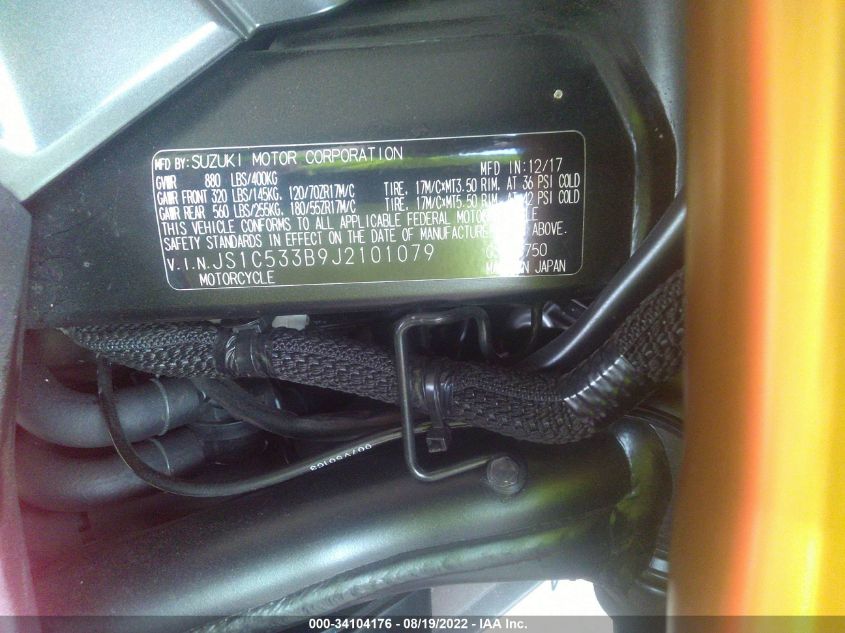 MFD BY: SUZUKI MOTOR CORPORATION MFD IN: 12/17
GVWR 880 LBS/400KG
GAWR FRONT 320 LBS/145KG. 120/70ZR17M/C TIRE, 17M/C×MT3.50 RIM. AT 36 PSI COLD
GAWR REAR 560 LBS/255KG. 180/55ZR17M/C TIRE, 17M/C×MT5.50 RIM. AT 42 PSI COLD
THIS VEHICLE CONFORMS TO ALL APPLICABLE FEDERAL MOTOR
SAFETY STANDARDS IN EFFECT ON THE DATE OF MANUFACTURE ABOVE.
V.I.N. JS1C533B9J2101079 750
MOTORCYCLE JAPAN
000-34104176 - 08/19/2022 - IAA Inc.